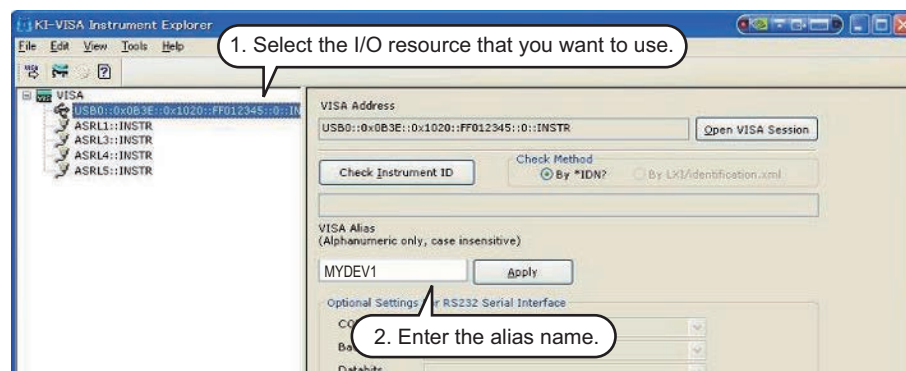 KI-VISA Instrument Explorer
File Edit View Tools Help
1. Select the I/O resource that you want to use.
VISA
USB0::0x0B3E::0x1020::FF012345::0::IN
ASRL1::INSTR
ASRL3::INSTR
ASRL4::INSTR
ASRL5::INSTR
VISA Address
USB0::0x0B3E::0x1020::FF012345::0::INSTR
Open VISA Session
Check Instrument ID
Check Method
By *IDN?
By LXI/identification.xml
VISA Alias
(Alphanumeric only, case insensitive)
MYDEV1
Apply
Optional Settings RS232 Serial Interface
2. Enter the alias name.
Databits